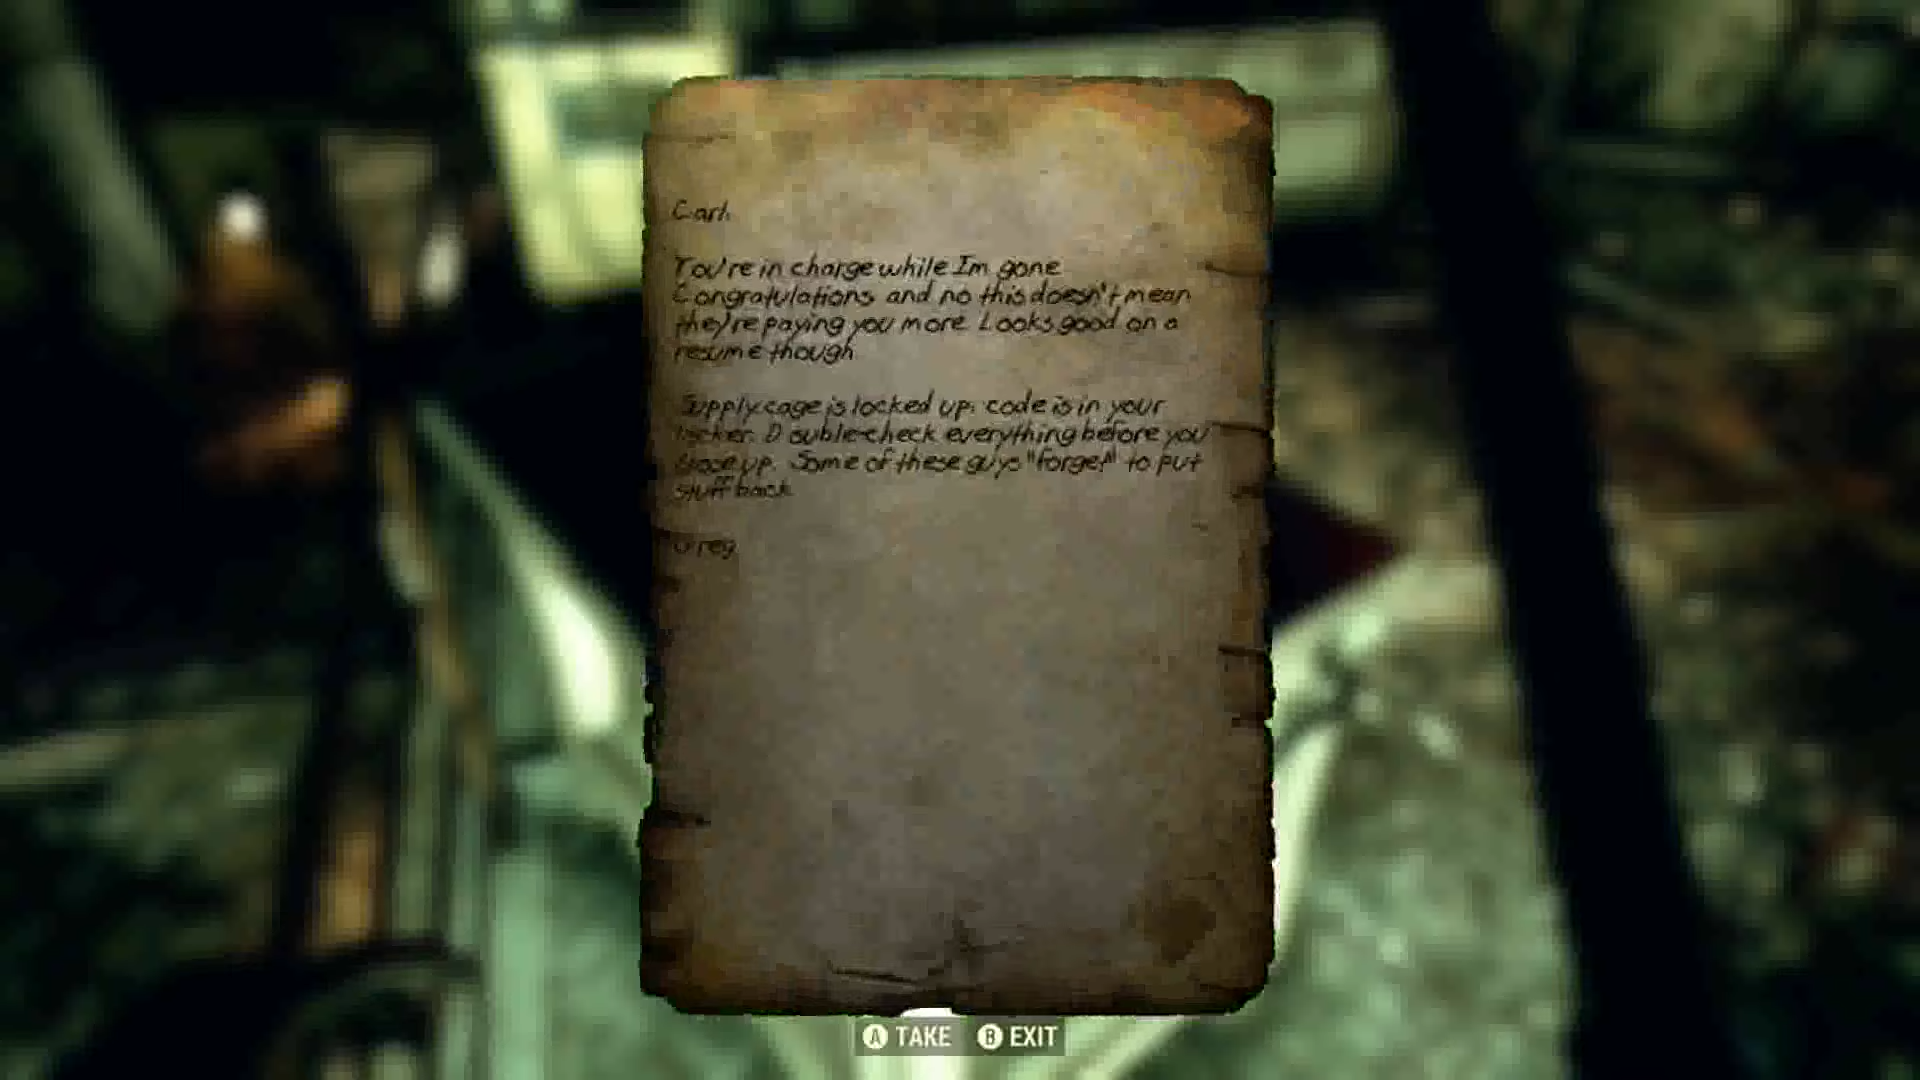 Carl,
You're in charge while I'm gone.
Congratulations, and no this doesn't mean
they're paying you more. Looks good on a
resume though.
Supply cage is locked up, code is in your
locker. Double-check everything before you
close up. Some of these guys "forget" to put
stuff back.
Greg
A TAKE B EXIT